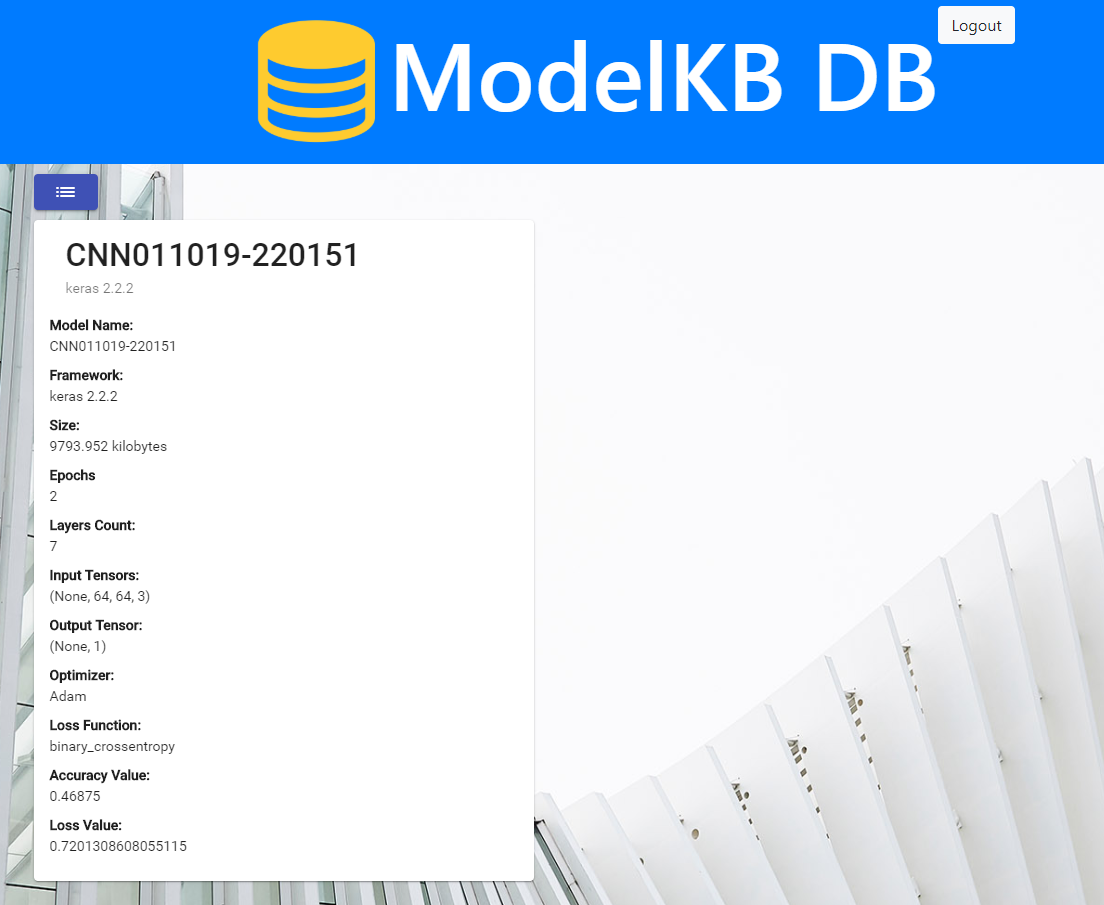 Logout
ModelKB DB
CNN011019-220151
keras 2.2.2
Model Name:
CNN011019-220151
Framework:
keras 2.2.2
Size:
9793.952 kilobytes
Epochs
2
Layers Count:
7
Input Tensors:
(None, 64, 64, 3)
Output Tensor:
(None, 1)
Optimizer:
Adam
Loss Function:
binary_crossentropy
Accuracy Value:
0.46875
Loss Value:
0.7201308608055115